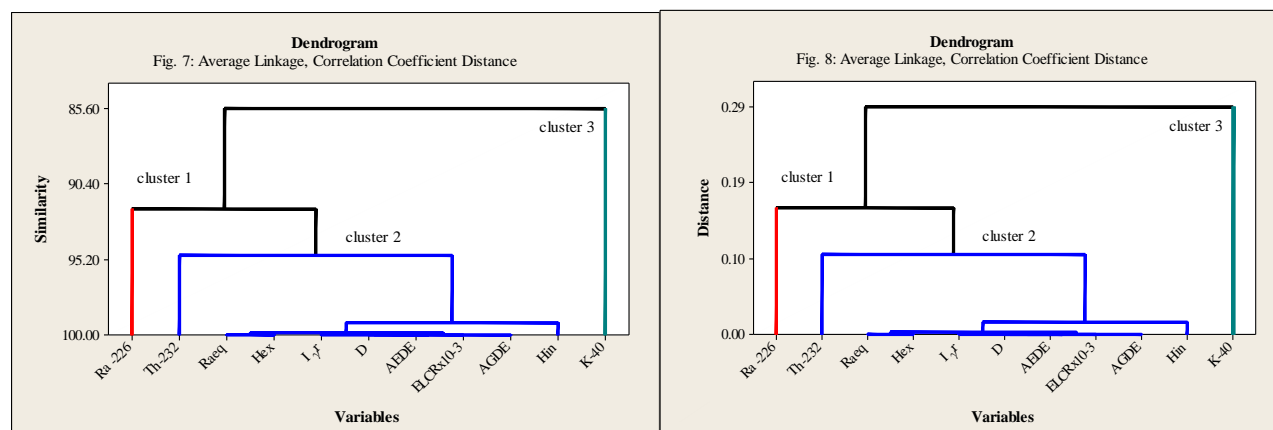 Dendrogram
Fig. 7: Average Linkage, Correlation Coefficient Distance
85.60
90.40
95.20
100.00
Similarity
cluster 3
cluster 1
cluster 2
Ra -226
Th-232
Raeq
Hex
I γr
D
AEDE
ELCRx10-3
AGDE
Hin
K-40
Variables
Dendrogram
Fig. 8: Average Linkage, Correlation Coefficient Distance
0.29
0.19
0.10
0.00
Distance
cluster 3
cluster 1
cluster 2
Ra -226
Th-232
Raeq
Hex
I γr
D
AEDE
ELCRx10-3
AGDE
Hin
K-40
Variables